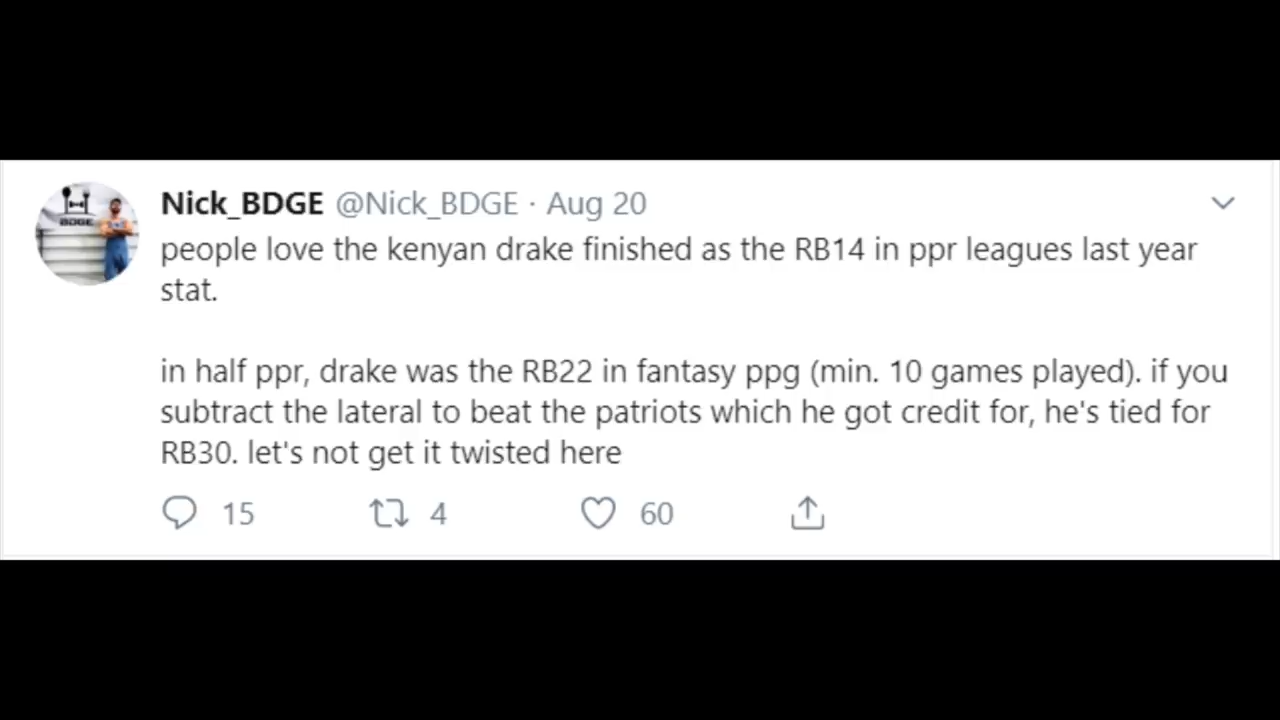 Nick_BDGE @Nick_BDGE · Aug 20
people love the kenyan drake finished as the RB14 in ppr leagues last year
stat.
in half ppr, drake was the RB22 in fantasy ppg (min. 10 games played). if you
subtract the lateral to beat the patriots which he got credit for, he's tied for
RB30. let's not get it twisted here
15 4 60
BDGE